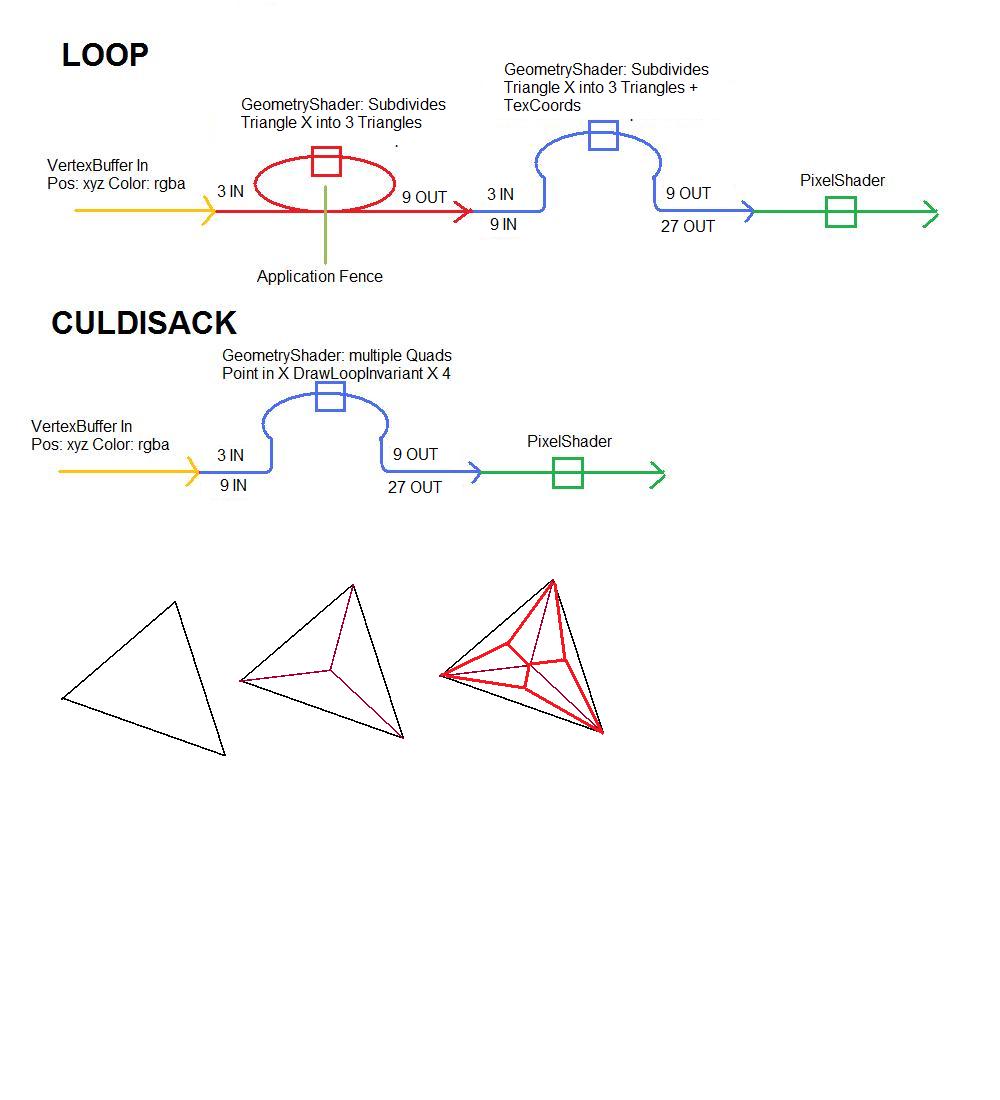 LOOP
GeometryShader: Subdivides
Triangle X into 3 Triangles +
TexCoords
GeometryShader: Subdivides
Triangle X into 3 Triangles
VertexBuffer In
Pos: xyz Color: rgba
3 IN
9 OUT
3 IN
9 IN
9 OUT
27 OUT
PixelShader
Application Fence
CULDISACK
GeometryShader: multiple Quads
Point in X DrawLoopInvariant X 4
VertexBuffer In
Pos: xyz Color: rgba
3 IN
9 IN
9 OUT
27 OUT
PixelShader